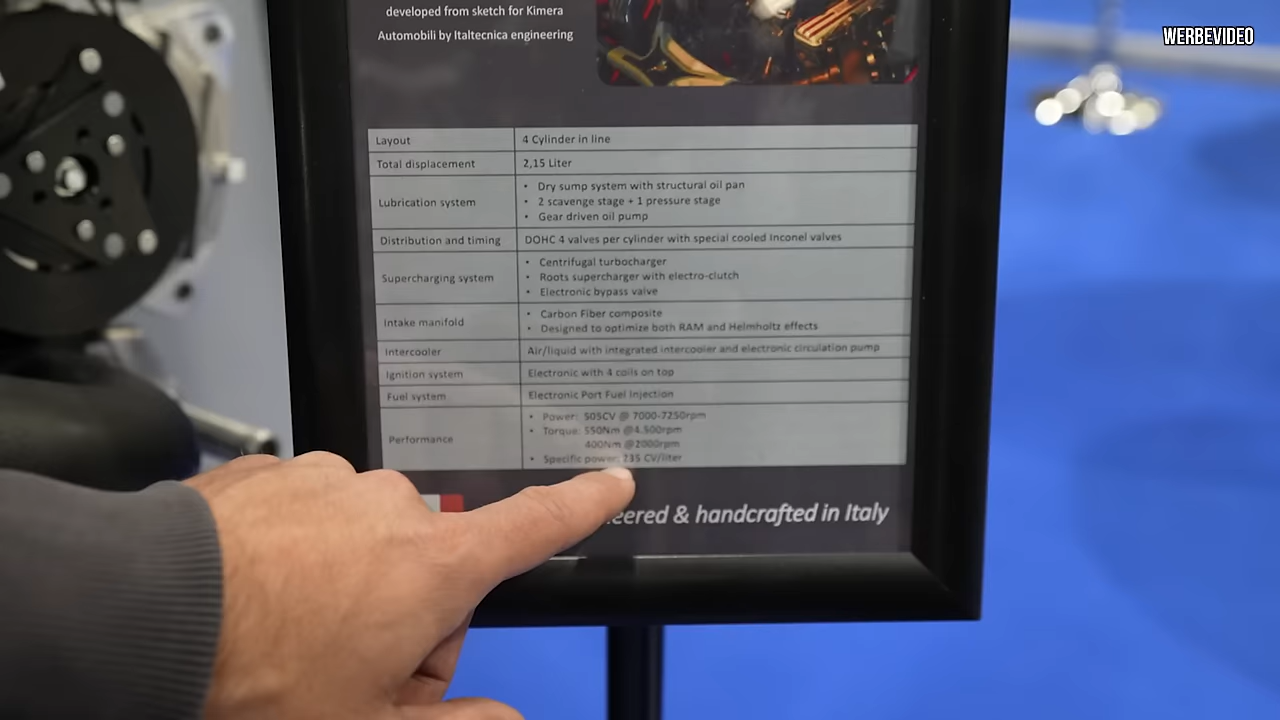 WERBEVIDEO
developed from sketch for Kimera
Automobili by Italtecnica engineering
Layout 4 Cylinder in line
Total displacement 2,15 Liter
Lubrication system
• Dry sump system with structural oil pan
• 2 scavenge stage + 1 pressure stage
• Gear driven oil pump
Distribution and timing DOHC 4 valves per cylinder with special cooled Inconel valves
Supercharging system
• Centrifugal turbocharger
• Roots supercharger with electro-clutch
• Electronic bypass valve
Intake manifold
• Carbon Fiber composite
• Designed to optimize both RAM and Helmholtz effects
Intercooler Air/liquid with integrated intercooler and electronic circulation pump
Ignition system Electronic with 4 coils on top
Fuel system Electronic Port Fuel Injection
Performance
• Power: 505CV @ 7000-7250rpm
• Torque: 550Nm @4.500rpm
400Nm @2000rpm
• Specific power: 235 CV/liter
& handcrafted in Italy